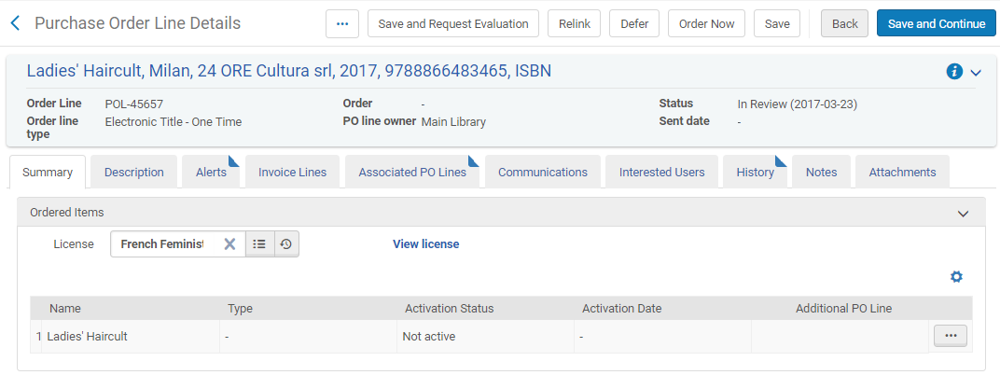 Purchase Order Line Details
Save and Request Evaluation Relink Defer Order Now Save Back Save and Continue
Ladies' Haircult, Milan, 24 ORE Cultura srl, 2017, 9788866483465, ISBN
Order Line POL-45657 Order - Status In Review (2017-03-23)
Order line type Electronic Title - One Time PO line owner Main Library Sent date -
Summary Description Alerts Invoice Lines Associated PO Lines Communications Interested Users History Notes Attachments
Ordered Items
License French Feminist View license
Name Type Activation Status Activation Date Additional PO Line
1 Ladies' Haircult - Not active -